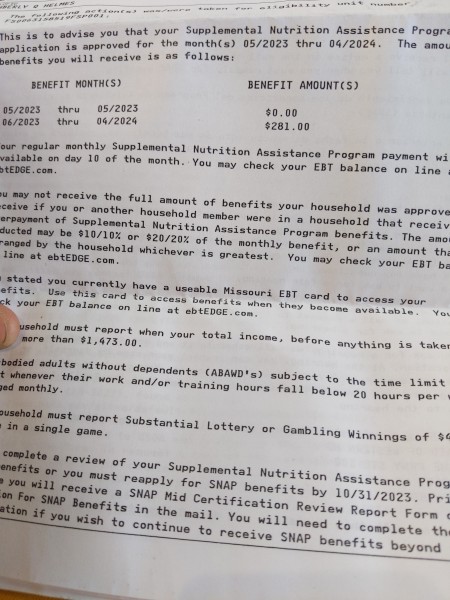 BERLY D HELMES
The following action(s) was/were taken for eligibility unit number
This is to advise you that your Supplemental Nutrition Assistance Progra
application is approved for the month(s) 05/2023 thru 04/2024. The amou
benefits you will receive is as follows:
BENEFIT MONTH(S) BENEFIT AMOUNT(S)
05/2023 thru 05/2023 $0.00
06/2023 thru 04/2024 $281.00
our regular monthly Supplemental Nutrition Assistance Program payment wi
vailable on day 10 of the month. You may check your EBT balance on line a
btEDGE.com.
ou may not receive the full amount of benefits your household was approve
eceive if you or another household member were in a household that receiv
erpayment of Supplemental Nutrition Assistance Program benefits. The amou
ducted may be $10/10% or $20/20% of the monthly benefit, or an amount tha
ranged by the household whichever is greatest. You may check your EBT ba
line at ebtEDGE.com.
stated you currently have a useable Missouri EBT card to access your
efits. Use this card to access benefits when they become available. You
ck your EBT balance on line at ebtEDGE.com.
usehold must report when your total income, before anything is taken
more than $1,473.00.
bodied adults without dependents (ABAWD's) subject to the time limit
t whenever their work and/or training hours fall below 20 hours per w
ged monthly.
ousehold must report Substantial Lottery or Gambling Winnings of $4
in a single game.
complete a review of your Supplemental Nutrition Assistance Prog
enefits or you must reapply for SNAP benefits by 10/31/2023. Pri
you will receive a SNAP Mid Certification Review Report Form o
ion For SNAP Benefits in the mail. You will need to complete the
ation if you wish to continue to receive SNAP benefits beyond